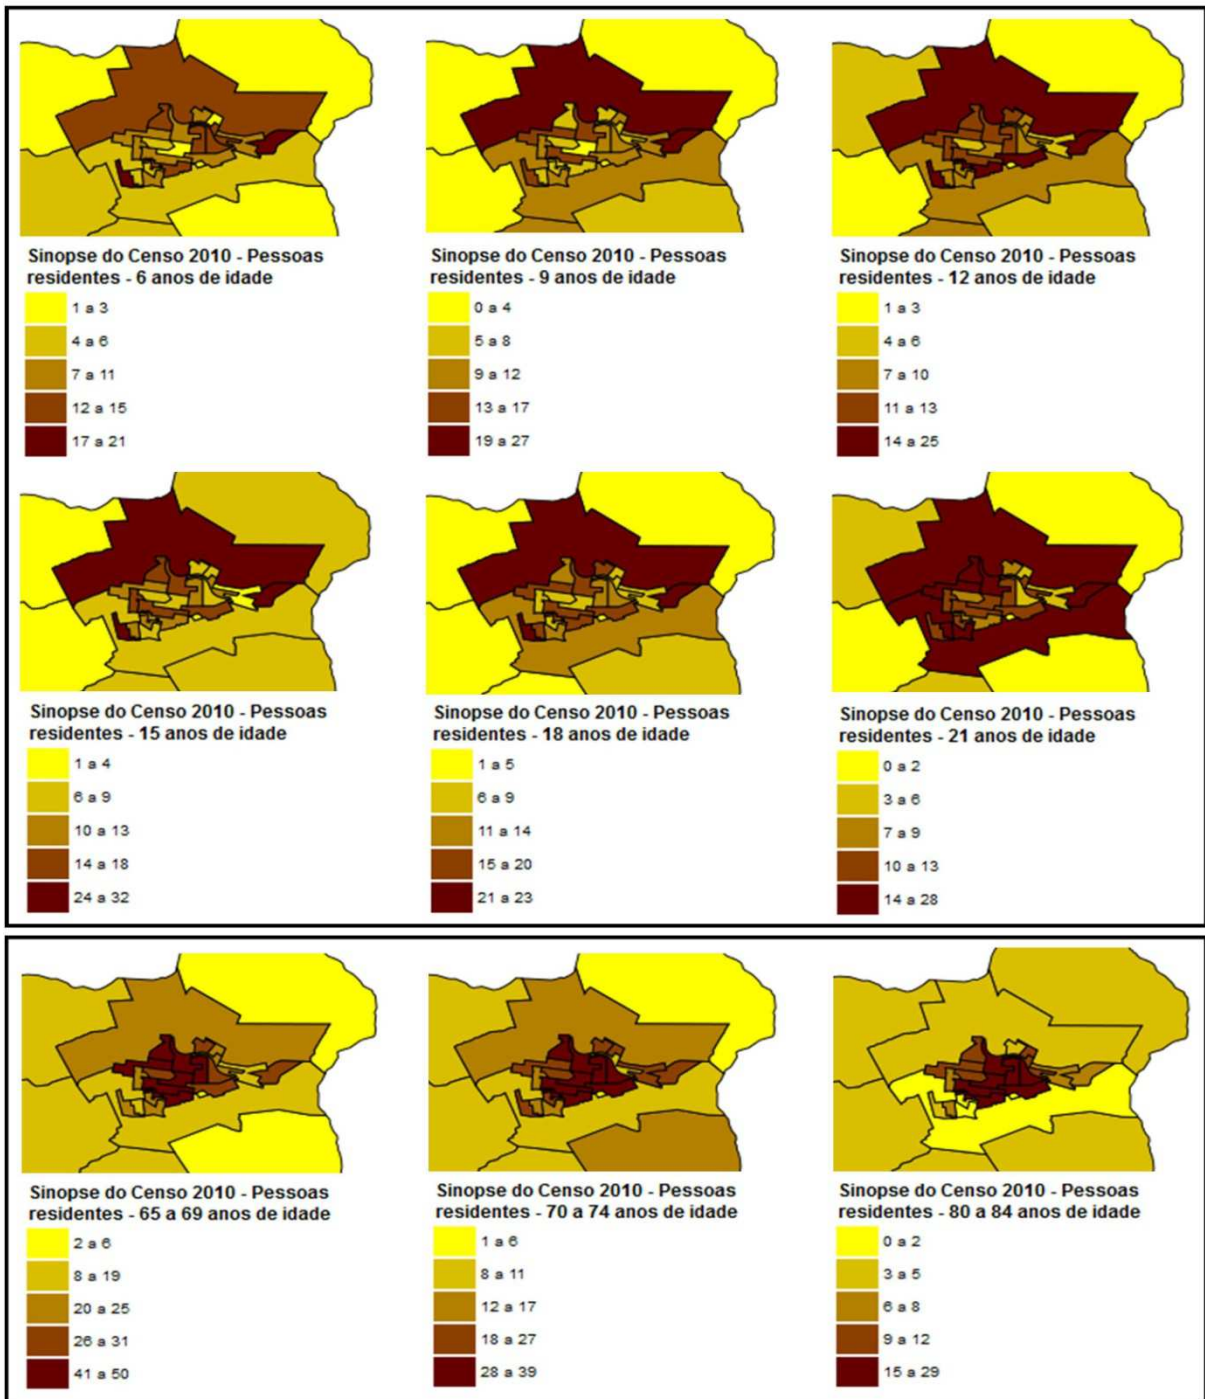 Sinopse do Censo 2010 - Pessoas
residentes - 6 anos de idade
1 a 3
4 a 6
7 a 11
12 a 15
17 a 21
Sinopse do Censo 2010 - Pessoas
residentes - 9 anos de idade
0 a 4
5 a 8
9 a 12
13 a 17
19 a 27
Sinopse do Censo 2010 - Pessoas
residentes - 12 anos de idade
1 a 3
4 a 6
7 a 10
11 a 13
14 a 25
Sinopse do Censo 2010 - Pessoas
residentes - 15 anos de idade
1 a 4
6 a 9
10 a 13
14 a 18
24 a 32
Sinopse do Censo 2010 - Pessoas
residentes - 18 anos de idade
1 a 5
6 a 9
11 a 14
15 a 20
21 a 23
Sinopse do Censo 2010 - Pessoas
residentes - 21 anos de idade
0 a 2
3 a 6
7 a 9
10 a 13
14 a 28
Sinopse do Censo 2010 - Pessoas
residentes - 65 a 69 anos de idade
2 a 6
8 a 19
20 a 25
26 a 31
41 a 50
Sinopse do Censo 2010 - Pessoas
residentes - 70 a 74 anos de idade
1 a 6
8 a 11
12 a 17
18 a 27
28 a 39
Sinopse do Censo 2010 - Pessoas
residentes - 80 a 84 anos de idade
0 a 2
3 a 5
6 a 8
9 a 12
15 a 29